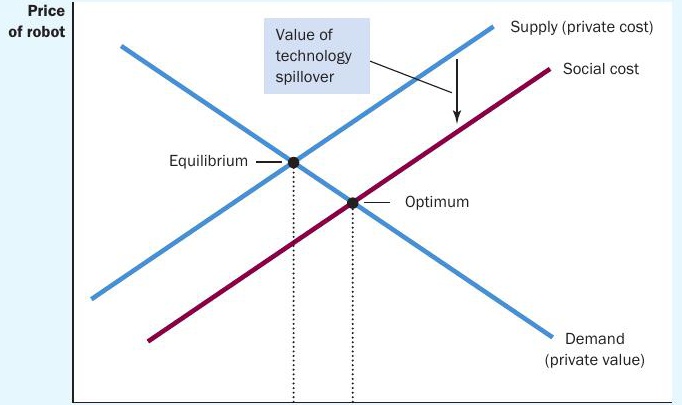 Price
of robot
Value of
technology
spillover
Supply (private cost)
Social cost
Equilibrium
Optimum
Demand
(private value)